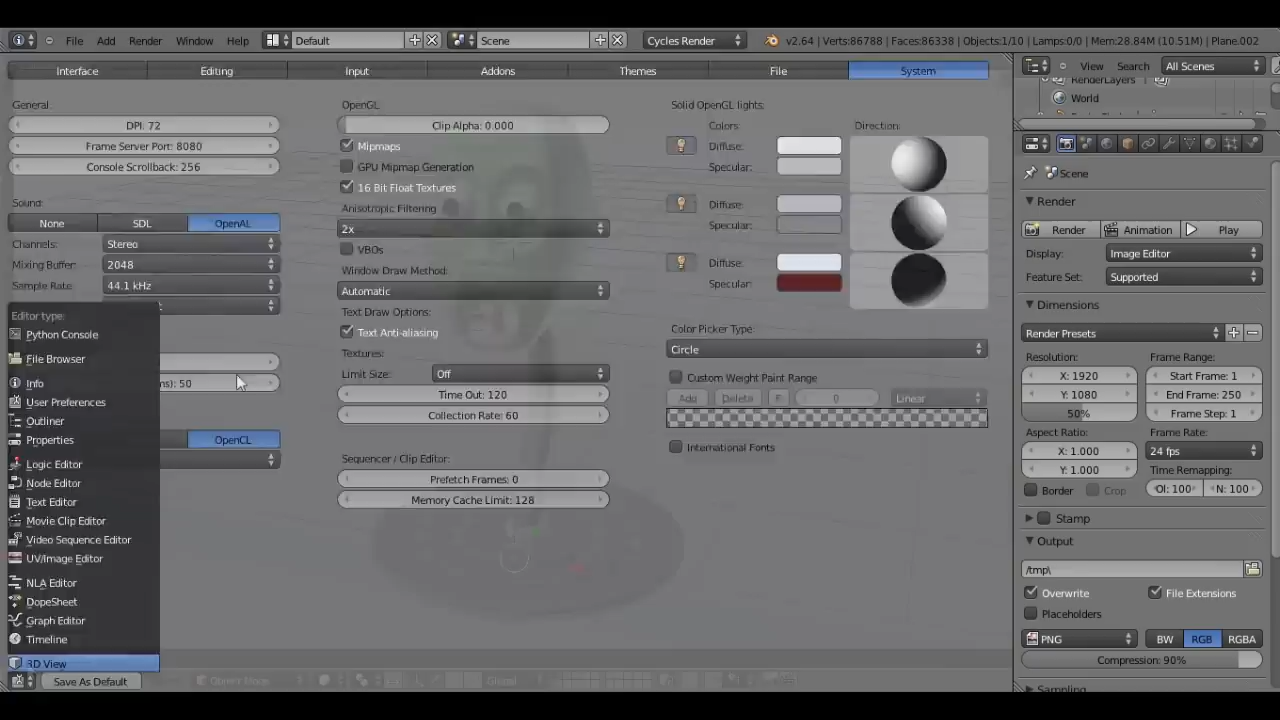 File Add Render Window Help Default Scene Cycles Render v2.64 | Verts:86788 | Faces:86338 | Objects:1/10 | Lamps:0/0 | Mem:28.84M (10.51M) | Plane.002
Interface Editing Input Addons Themes File System
View Search All Scenes
RenderLayers
World
General:
DPI: 72
Frame Server Port: 8080
Console Scrollback: 256
Sound:
None SDL OpenAL
Channels: Stereo
Mixing Buffer: 2048
Sample Rate: 44.1 kHz
ms): 50
OpenCL
Editor type:
Python Console
File Browser
Info
User Preferences
Outliner
Properties
Logic Editor
Node Editor
Text Editor
Movie Clip Editor
Video Sequence Editor
UV/Image Editor
NLA Editor
DopeSheet
Graph Editor
Timeline
3D View
Save As Default
Object Mode
Global
OpenGL:
Clip Alpha: 0.000
Mipmaps
GPU Mipmap Generation
16 Bit Float Textures
Anisotropic Filtering
2x
VBOs
Window Draw Method:
Automatic
Text Draw Options:
Text Anti-aliasing
Textures:
Limit Size: Off
Time Out: 120
Collection Rate: 60
Sequencer / Clip Editor:
Prefetch Frames: 0
Memory Cache Limit: 128
Solid OpenGL lights:
Colors: Direction:
Diffuse:
Specular:
Diffuse:
Specular:
Diffuse:
Specular:
Color Picker Type:
Circle
Custom Weight Paint Range
Add Delete F 0 Linear
International Fonts
Scene
Render
Render Animation Play
Display: Image Editor
Feature Set: Supported
Dimensions
Render Presets
Resolution: Frame Range:
X: 1920 Start Frame: 1
Y: 1080 End Frame: 250
50% Frame Step: 1
Aspect Ratio: Frame Rate:
X: 1.000 24 fps
Y: 1.000 Time Remapping:
Border Crop Ol: 100 N: 100
Stamp
Output
/tmp\
Overwrite File Extensions
Placeholders
PNG BW RGB RGBA
Compression: 90%
Sampling